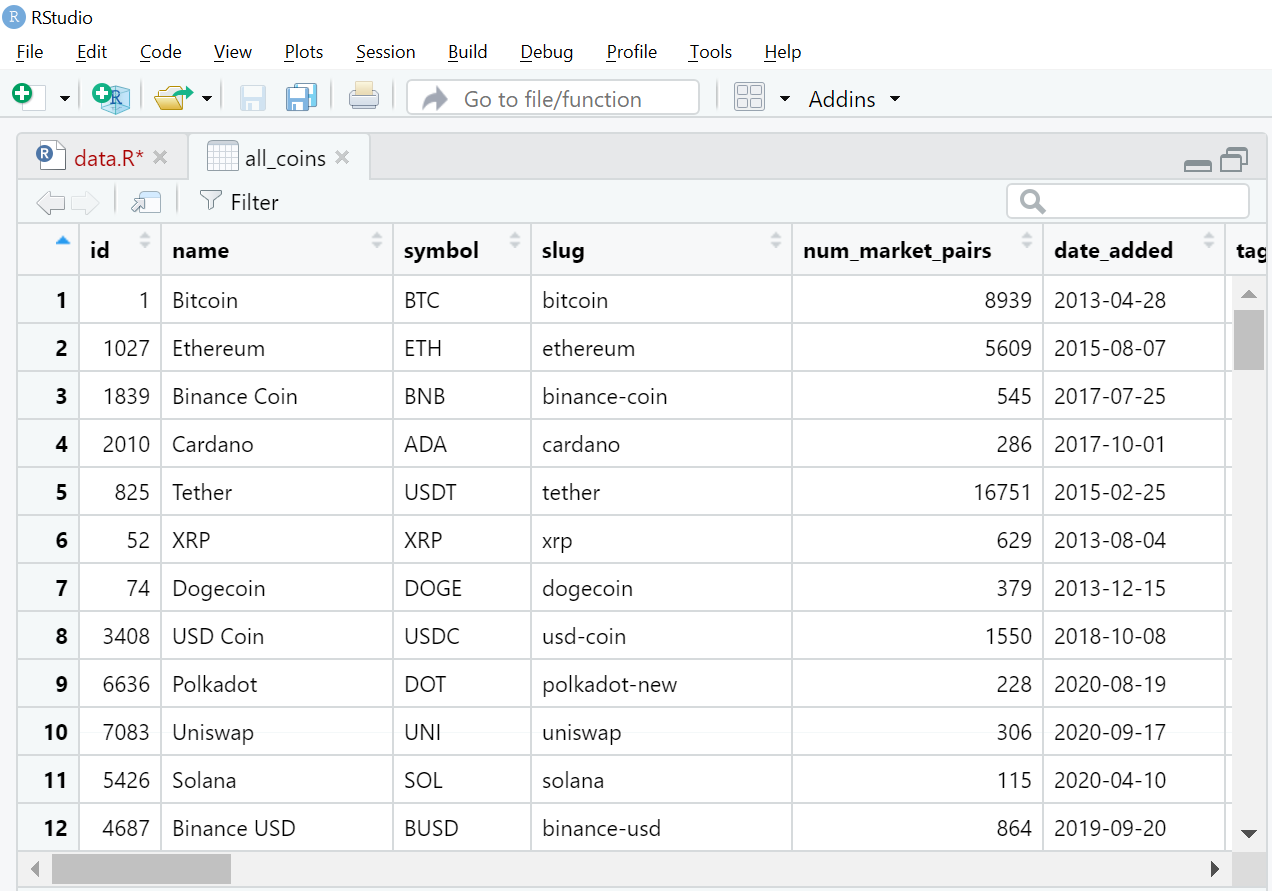 R RStudio
File Edit Code View Plots Session Build Debug Profile Tools Help
R Go to file/function Addins
R data.R* all_coins
Filter
id name symbol slug num_market_pairs date_added tag
1 1 Bitcoin BTC bitcoin 8939 2013-04-28
2 1027 Ethereum ETH ethereum 5609 2015-08-07
3 1839 Binance Coin BNB binance-coin 545 2017-07-25
4 2010 Cardano ADA cardano 286 2017-10-01
5 825 Tether USDT tether 16751 2015-02-25
6 52 XRP XRP xrp 629 2013-08-04
7 74 Dogecoin DOGE dogecoin 379 2013-12-15
8 3408 USD Coin USDC usd-coin 1550 2018-10-08
9 6636 Polkadot DOT polkadot-new 228 2020-08-19
10 7083 Uniswap UNI uniswap 306 2020-09-17
11 5426 Solana SOL solana 115 2020-04-10
12 4687 Binance USD BUSD binance-usd 864 2019-09-20